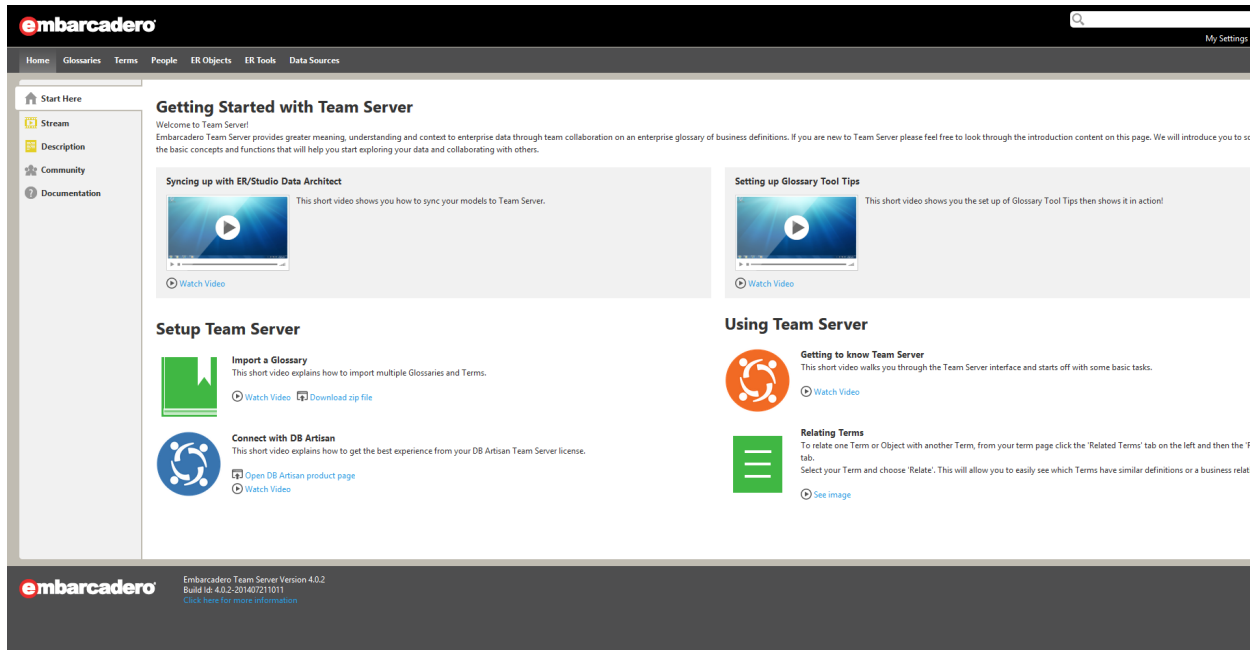 embarcadero
My Settings
Home Glossaries Terms People ER Objects ER Tools Data Sources
Start Here
Stream
Description
Community
Documentation
Getting Started with Team Server
Welcome to Team Server!
Embarcadero Team Server provides greater meaning, understanding and context to enterprise data through team collaboration on an enterprise glossary of business definitions. If you are new to Team Server please feel free to look through the introduction content on this page. We will introduce you to
the basic concepts and functions that will help you start exploring your data and collaborating with others.
Syncing up with ER/Studio Data Architect
This short video shows you how to sync your models to Team Server.
Watch Video
Setting up Glossary Tool Tips
This short video shows you the set up of Glossary Tool Tips then shows it in action!
Watch Video
Setup Team Server
Import a Glossary
This short video explains how to import multiple Glossaries and Terms.
Watch Video Download zip file
Connect with DB Artisan
This short video explains how to get the best experience from your DB Artisan Team Server license.
Open DB Artisan product page
Watch Video
Using Team Server
Getting to know Team Server
This short video walks you through the Team Server interface and starts off with some basic tasks.
Watch Video
Relating Terms
To relate one Term or Object with another Term, from your term page click the 'Related Terms' tab on the left and then the
tab.
Select your Term and choose 'Relate'. This will allow you to easily see which Terms have similar definitions or a business
See image
embarcadero
Embarcadero Team Server Version 4.0.2
Build Id: 4.0.2-201407211011
Click here for more information